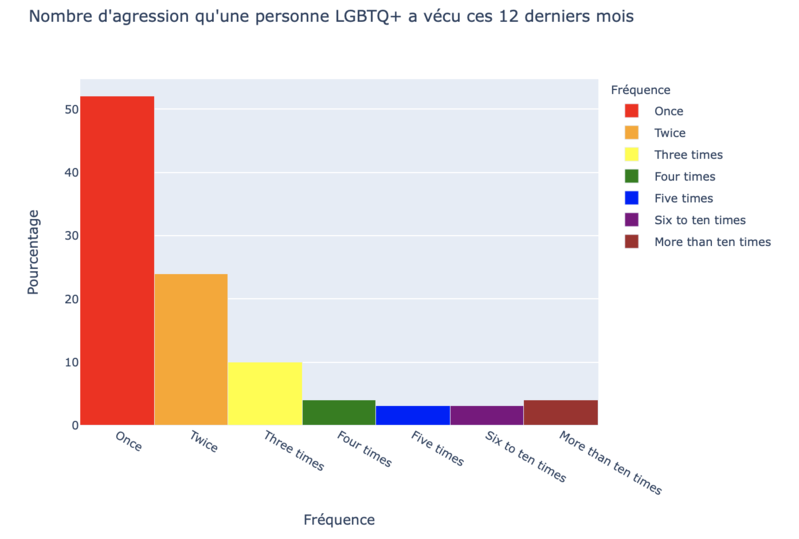 Nombre d'agression qu'une personne LGBTQ+ a vécu ces 12 derniers mois
Pourcentage
50
40
30
20
10
0
Once
Twice
Three times
Four times
Five times
Six to ten times
More than ten times
Fréquence
Fréquence
Once
Twice
Three times
Four times
Five times
Six to ten times
More than ten times